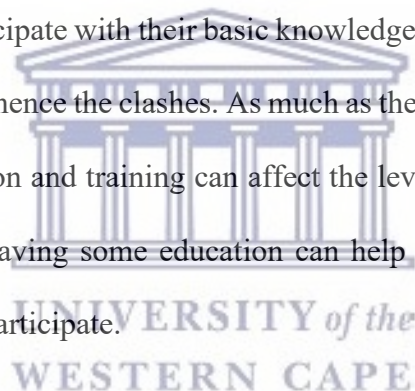 cipate with their basic knowledge
hence the clashes. As much as the
on and training can affect the lev
aving some education can help
articipate.
UNIVERSITY of the
WESTERN CAPE